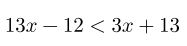 13x − 12 < 3x + 13